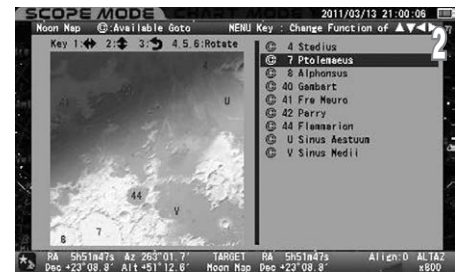 SCOPE MODE CHART MODE 2011/03/13 21:00:06
Moon Map ©:Available Goto MENU Key : Change Function of ▲▼◀▶
2
Key 1: 2: 3: 4.5.6:Rotate
© 4 Stadius
© 7 Ptolemaeus
© 8 Alphonsus
© 40 Gambart
© 41 Fra Mauro
© 42 Parry
© 44 Flammarion
© U Sinus Aestuum
© V Sinus Medii
41
U
44
V
8 7
RA 5h51m47s Az 263°01.7' TARGET RA 5h51m47s Align:0 ALTAZ
Dec +23°08.8' Alt +51°12.6' Moon Map Dec +23°08.8' x800